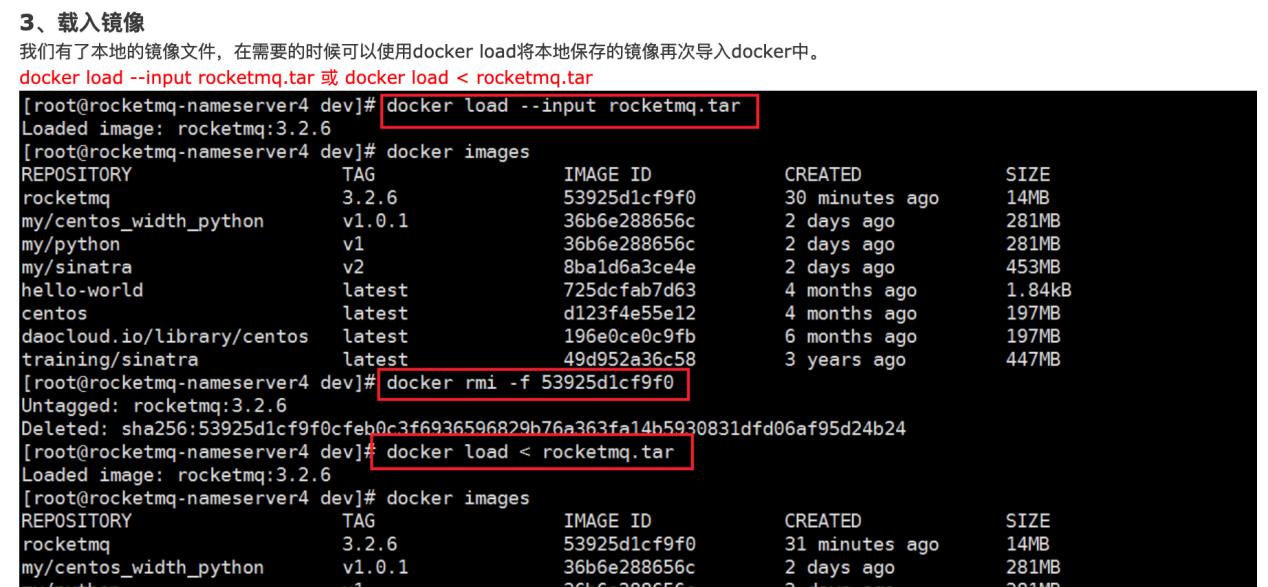 3、载入镜像
我们有了本地的镜像文件，在需要的时候可以使用docker load将本地保存的镜像再次导入docker中。
docker load --input rocketmq.tar 或 docker load < rocketmq.tar
[root@rocketmq-nameserver4 dev]# docker load --input rocketmq.tar
Loaded image: rocketmq:3.2.6
[root@rocketmq-nameserver4 dev]# docker images
REPOSITORY TAG IMAGE ID CREATED SIZE
rocketmq 3.2.6 53925d1cf9f0 30 minutes ago 14MB
my/centos_width_python v1.0.1 36b6e288656c 2 days ago 281MB
my/python v1 36b6e288656c 2 days ago 281MB
my/sinatra v2 8ba1d6a3ce4e 2 days ago 453MB
hello-world latest 725dcfab7d63 4 months ago 1.84kB
centos latest d123f4e55e12 4 months ago 197MB
daocloud.io/library/centos latest 196e0ce0c9fb 6 months ago 197MB
training/sinatra latest 49d952a36c58 3 years ago 447MB
[root@rocketmq-nameserver4 dev]# docker rmi -f 53925d1cf9f0
Untagged: rocketmq:3.2.6
Deleted: sha256:53925d1cf9f0cfeb0c3f6936596829b76a363fa14b5930831dfd06af95d24b24
[root@rocketmq-nameserver4 dev]# docker load < rocketmq.tar
Loaded image: rocketmq:3.2.6
[root@rocketmq-nameserver4 dev]# docker images
REPOSITORY TAG IMAGE ID CREATED SIZE
rocketmq 3.2.6 53925d1cf9f0 31 minutes ago 14MB
my/centos_width_python v1.0.1 36b6e288656c 2 days ago 281MB